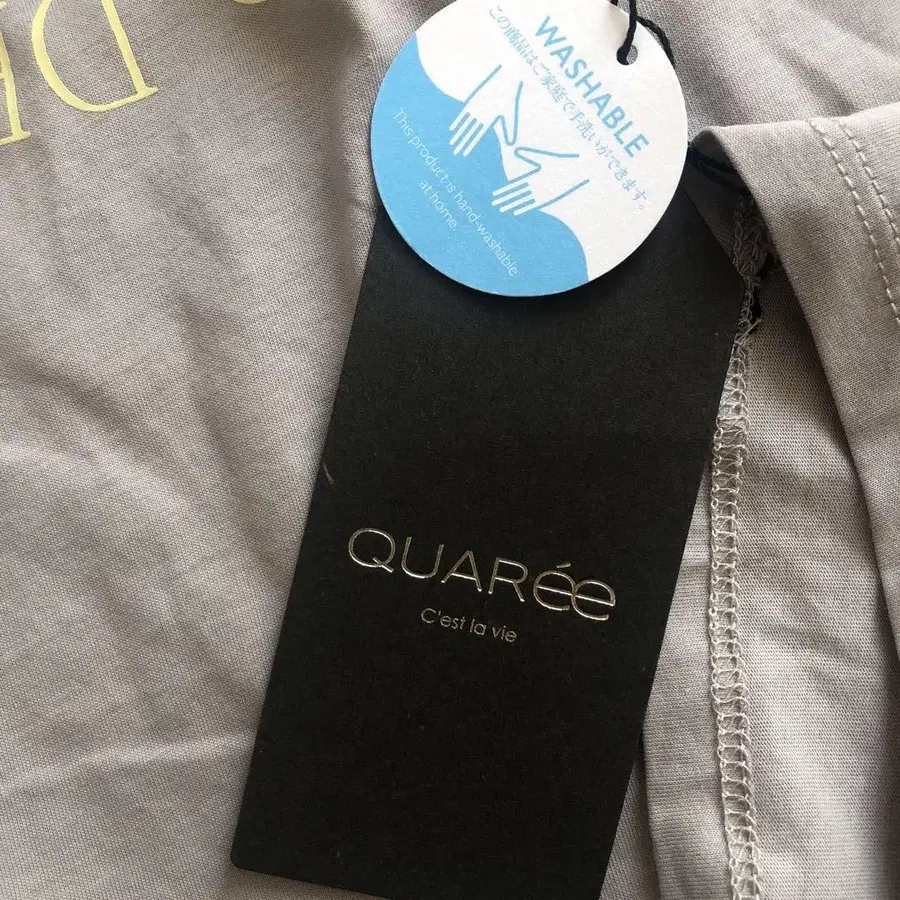 WASHABLE
この商品はご家庭で手洗いができます。
This product is hand-washable
at home.
QUARée
C'est la vie